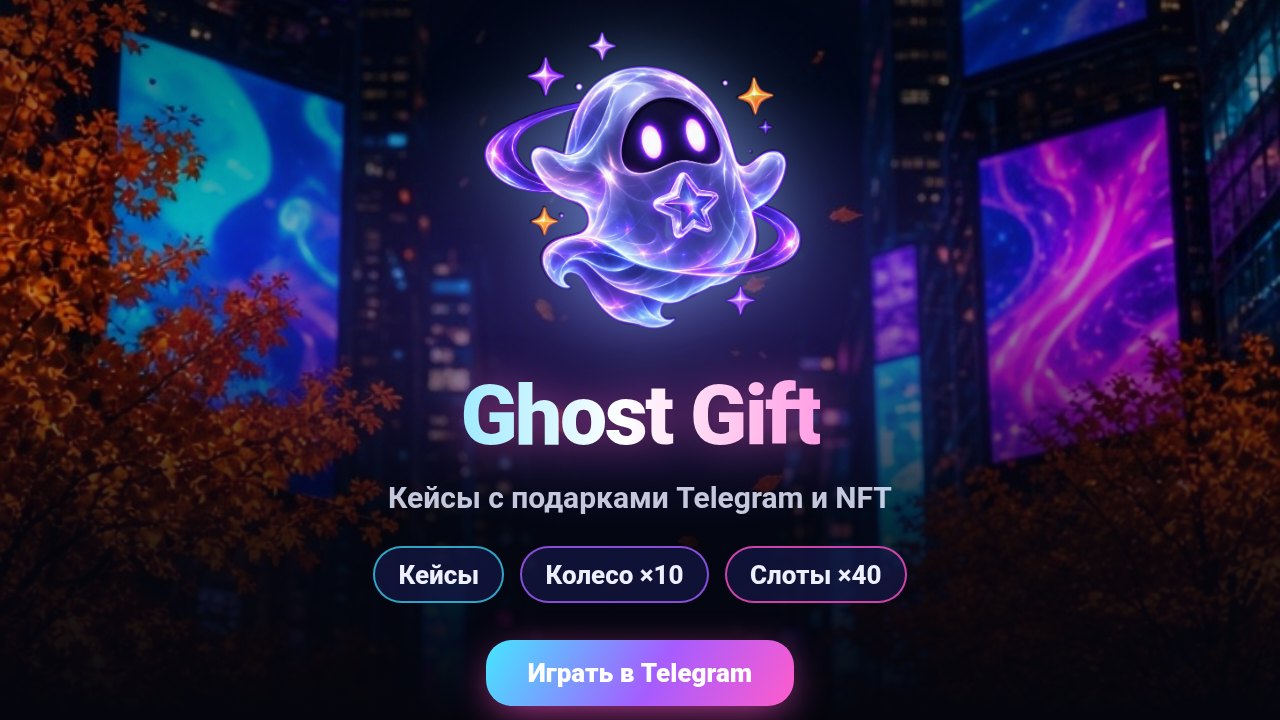 Ghost Gift
Кейсы с подарками Telegram и NFT
Кейсы
Колесо ×10
Слоты ×40
Играть в Telegram